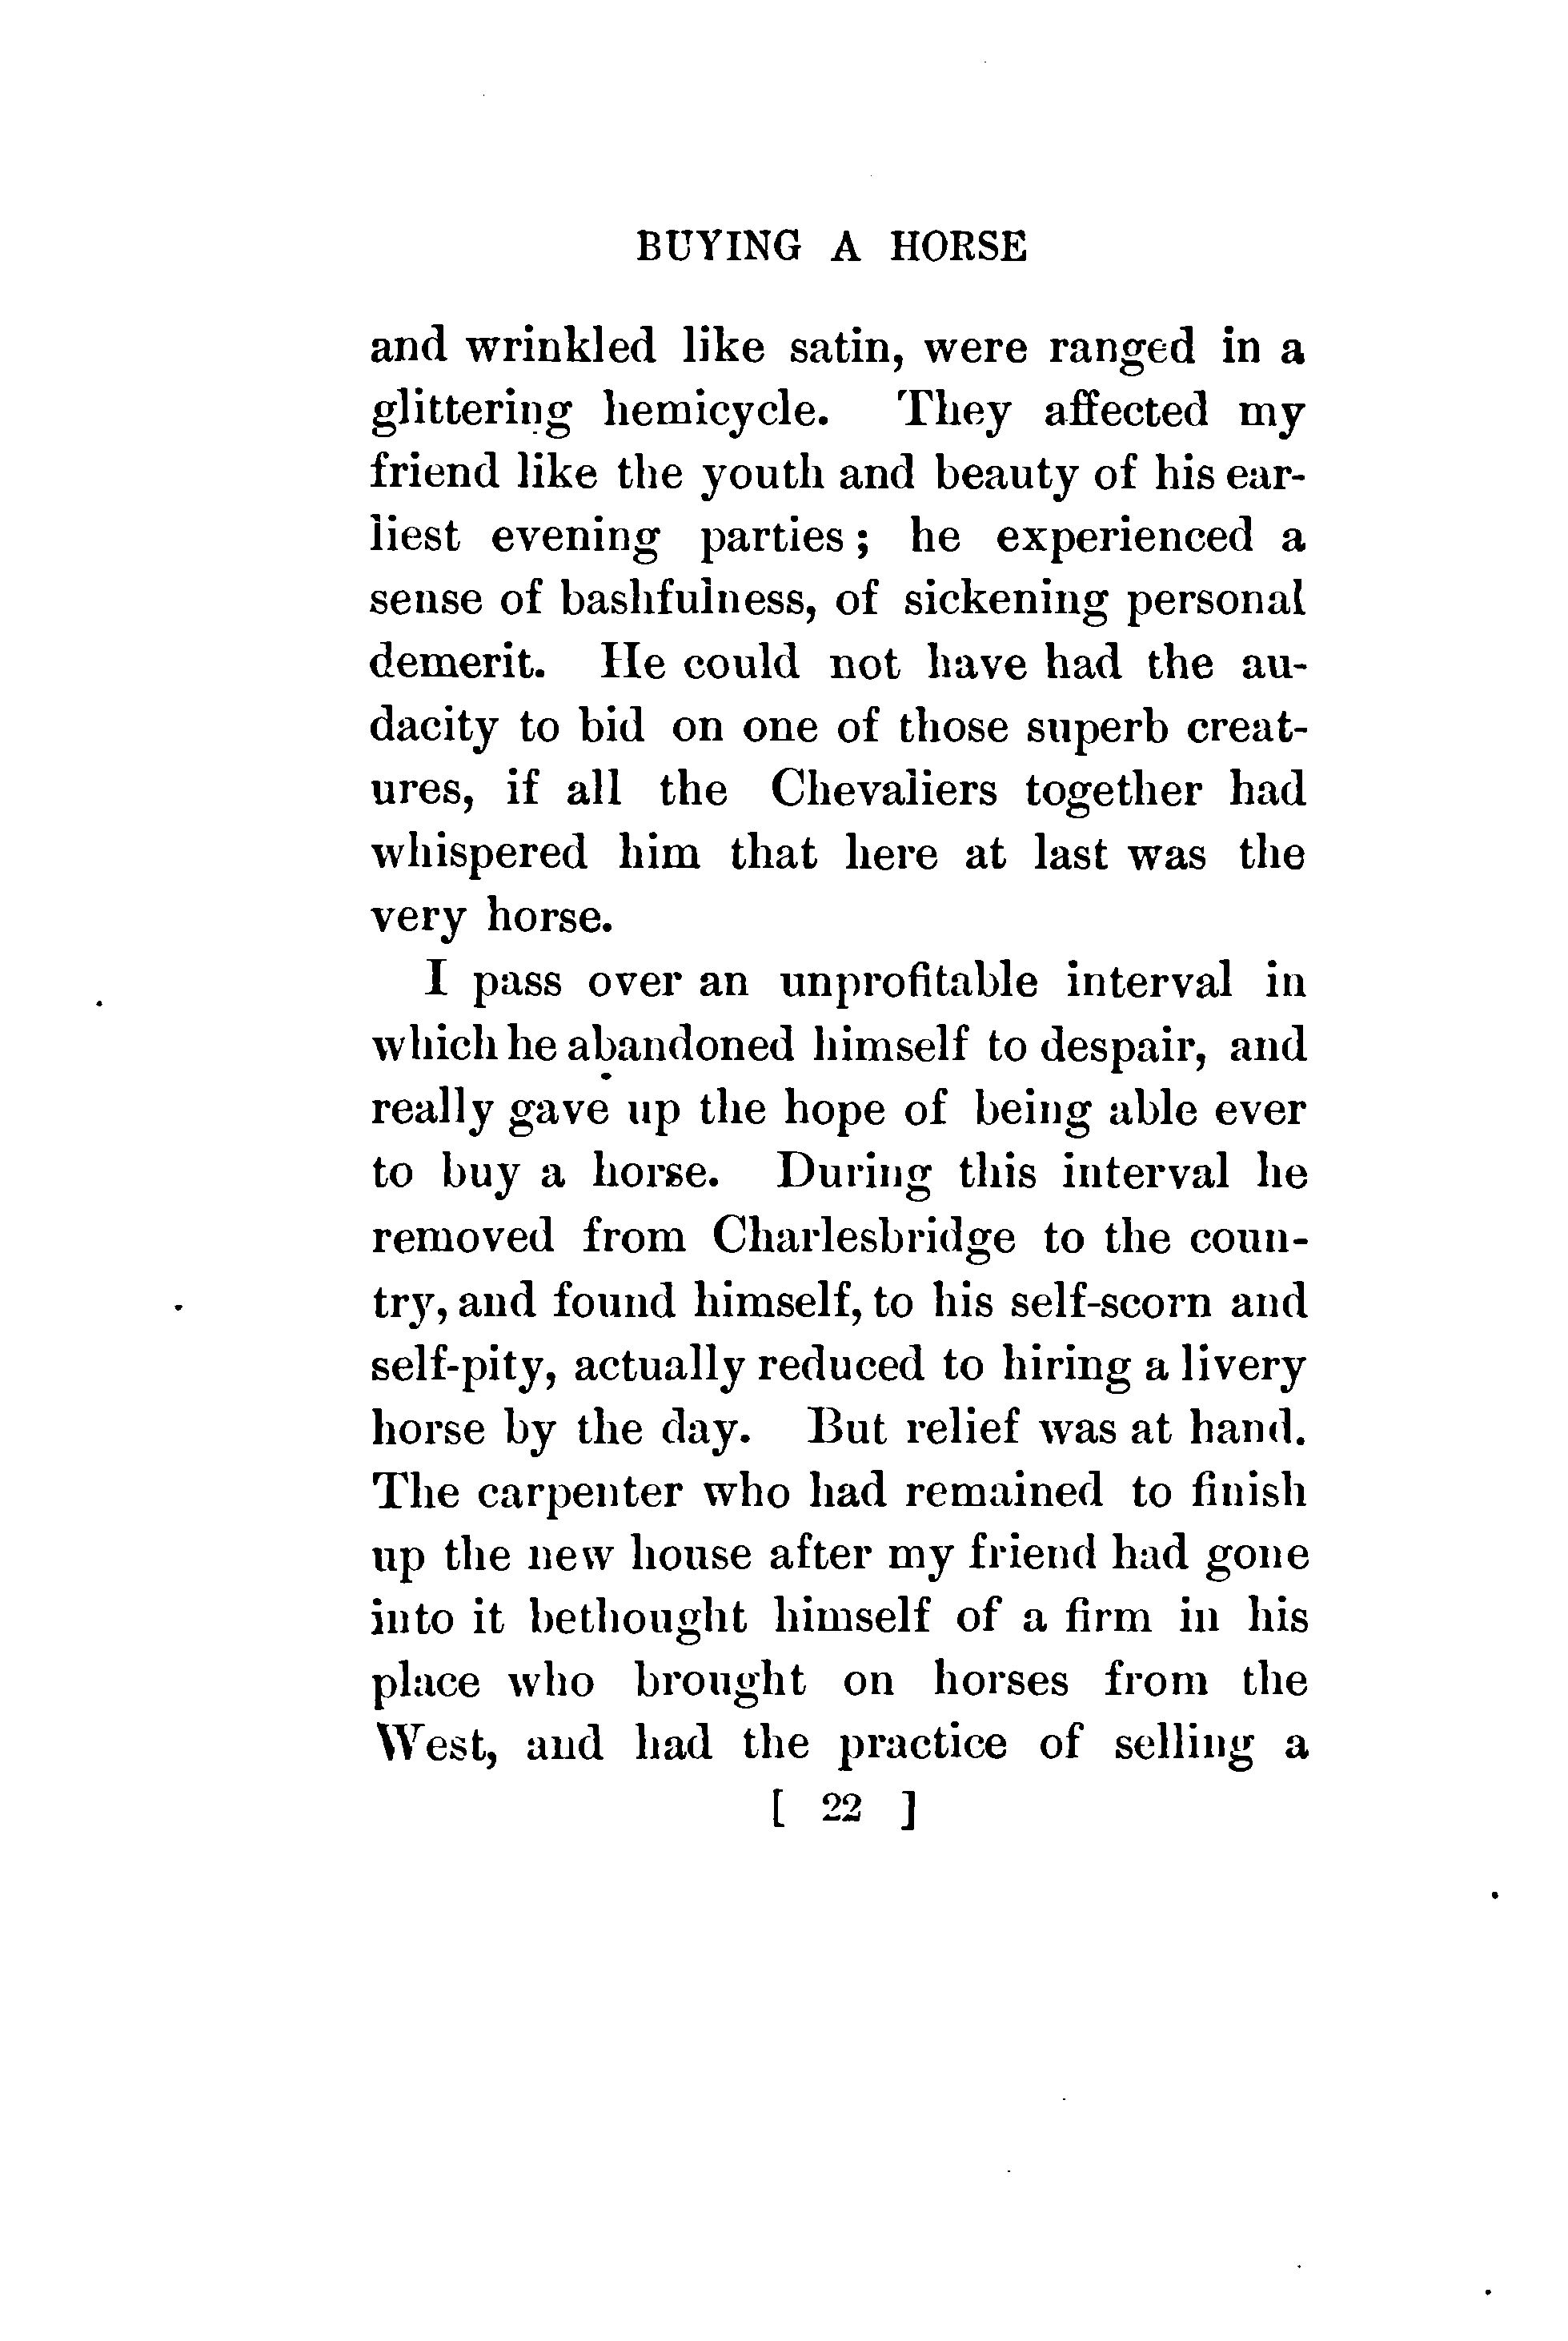 BUYING A HORSE
and wrinkled like satin, were ranged in a
glittering hemicycle. They affected my
friend like the youth and beauty of his ear-
liest evening parties; he experienced a
sense of bashfulness, of sickening personal
demerit. He could not have had the au-
dacity to bid on one of those superb creat-
ures, if all the Chevaliers together had
whispered him that here at last was the
very horse.
I pass over an unprofitable interval in
which he abandoned himself to despair, and
really gave up the hope of being able ever
to buy a horse. During this interval he
removed from Charlesbridge to the coun-
try, and found himself, to his self-scorn and
self-pity, actually reduced to hiring a livery
horse by the day. But relief was at hand.
The carpenter who had remained to finish
up the new house after my friend had gone
into it bethought himself of a firm in his
place who brought on horses from the
West, and had the practice of selling a
[ 22 ]